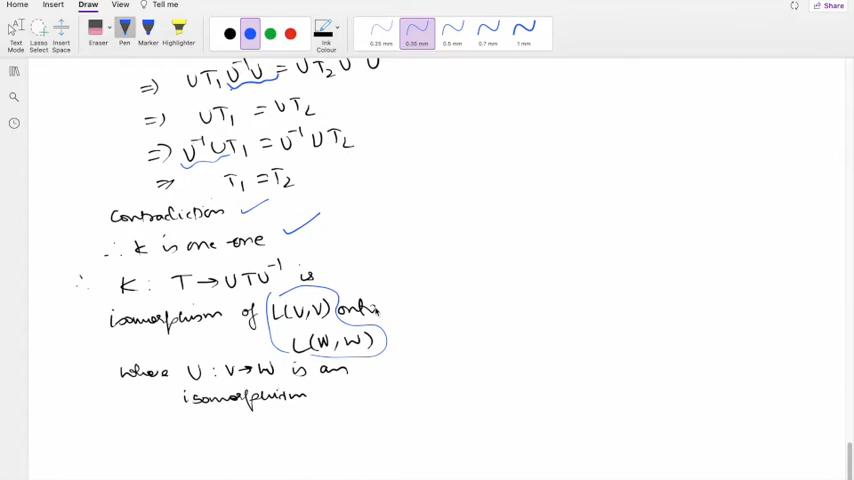 Home Insert Draw View Tell me
Share
Text Mode
Lasso Select
Insert Space
Eraser
Pen
Marker
Highlighter
Ink Colour
0.25 mm
0.35 mm
0.5 mm
0.7 mm
1 mm
=) UT₁ U⁻¹U = UT₂ U⁻¹U
=) UT₁ = UT₂
=) U⁻¹UT₁ = U⁻¹UT₂
=> T₁ = T₂
Contradiction ✓
∴ K is one-one ✓
∴ K : T → UTU⁻¹ is
isomorphism of L(V,V) onto
L(W,W)
where U : V→W is an
isomorphism